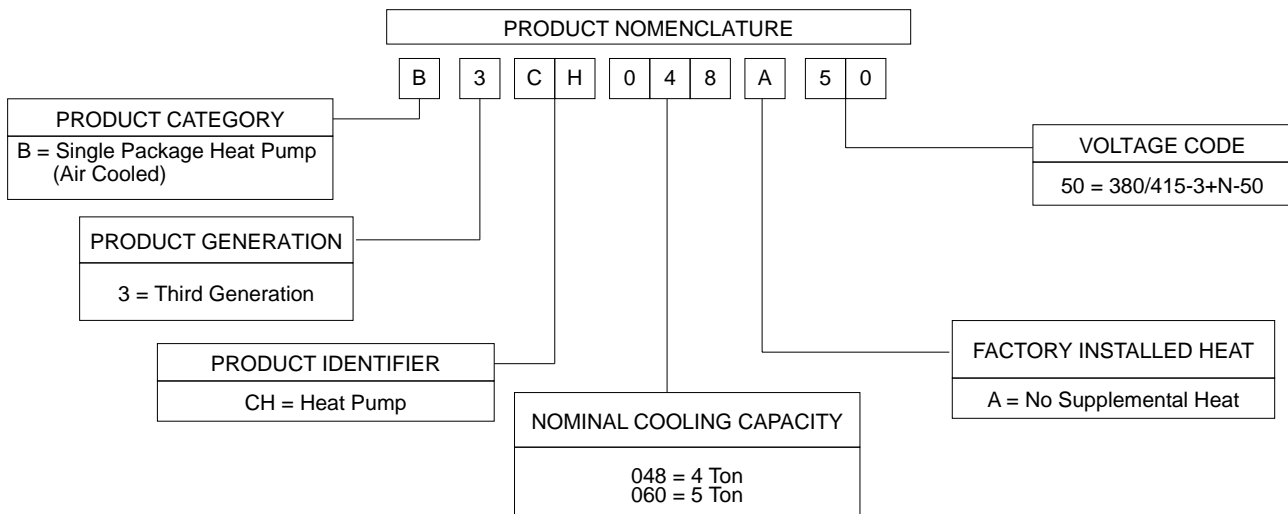 PRODUCT NOMENCLATURE
B 3 C H 0 4 8 A 5 0
PRODUCT CATEGORY
B = Single Package Heat Pump
(Air Cooled)
VOLTAGE CODE
50 = 380/415-3+N-50
PRODUCT GENERATION
3 = Third Generation
PRODUCT IDENTIFIER
CH = Heat Pump
FACTORY INSTALLED HEAT
A = No Supplemental Heat
NOMINAL COOLING CAPACITY
048 = 4 Ton
060 = 5 Ton